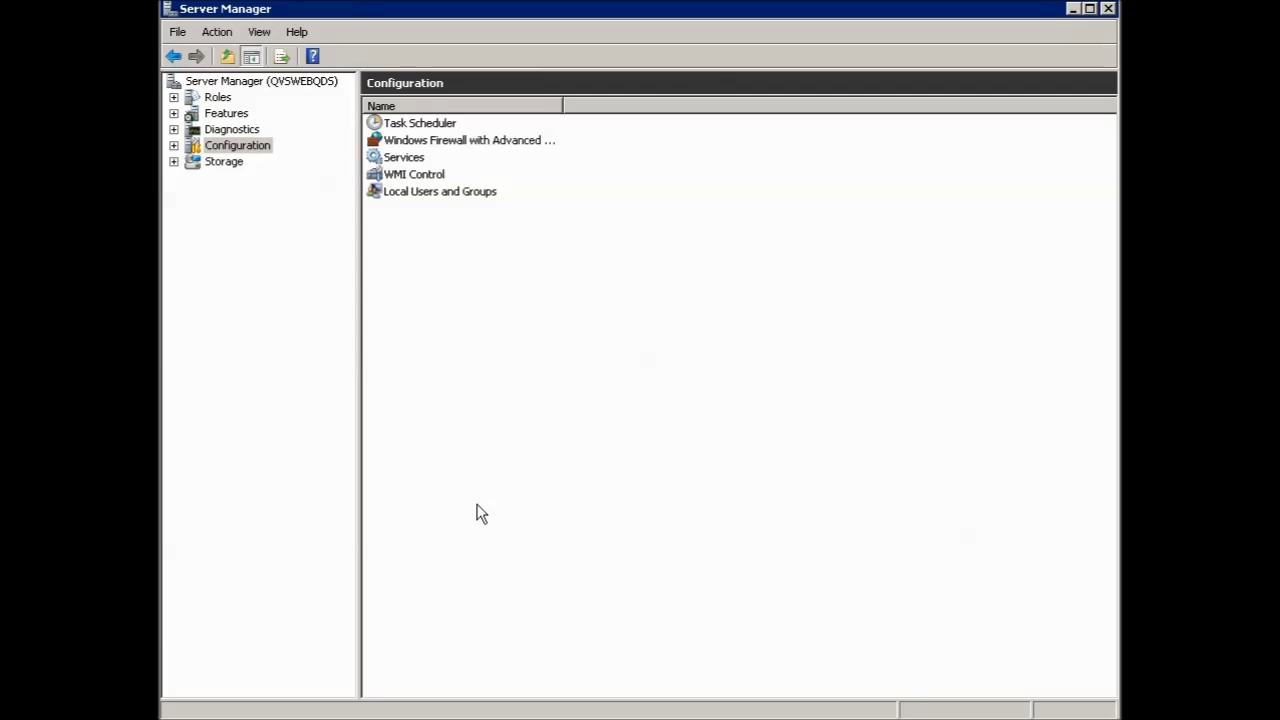 Server Manager
File Action View Help
Server Manager (QVSWEBQDS)
Roles
Features
Diagnostics
Configuration
Storage
Configuration
Name
Task Scheduler
Windows Firewall with Advanced ...
Services
WMI Control
Local Users and Groups